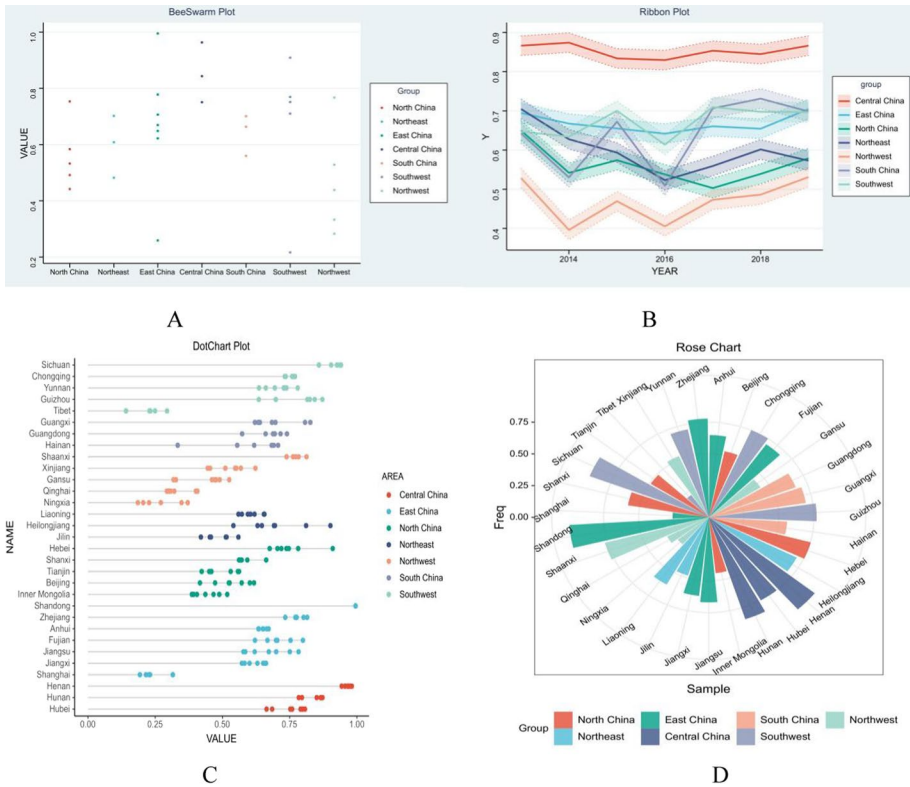 BeeSwarm Plot
VALUE
1.0
0.8
0.6
0.4
0.2
North China
Northeast
East China
Central China
South China
Southwest
Northwest
Group
North China
Northeast
East China
Central China
South China
Southwest
Northwest
A
Ribbon Plot
Y
0.9
0.8
0.7
0.6
0.5
0.4
2014
2016
2018
YEAR
group
Central China
East China
North China
Northeast
Northwest
South China
Southwest
B
DotChart Plot
NAME
Sichuan
Chongqing
Yunnan
Guizhou
Tibet
Guangxi
Guangdong
Hainan
Shaanxi
Xinjiang
Gansu
Qinghai
Ningxia
Liaoning
Heilongjiang
Jilin
Hebei
Shanxi
Tianjin
Beijing
Inner Mongolia
Shandong
Zhejiang
Anhui
Fujian
Jiangsu
Jiangxi
Shanghai
Henan
Hunan
Hubei
0.00
0.25
0.50
0.75
1.00
VALUE
AREA
Central China
East China
North China
Northeast
Northwest
South China
Southwest
C
Rose Chart
Freq
0.75
0.50
0.25
0.00
Anhui
Beijing
Chongqing
Fujian
Gansu
Guangdong
Guangxi
Guizhou
Hainan
Hebei
Heilongjiang
Henan
Hubei
Hunan
Inner Mongolia
Jiangsu
Jiangxi
Jilin
Liaoning
Ningxia
Qinghai
Shaanxi
Shandong
Shanghai
Shanxi
Sichuan
Tianjin
Tibet
Xinjiang
Yunnan
Zhejiang
Sample
Group
North China
East China
South China
Northwest
Northeast
Central China
Southwest
D